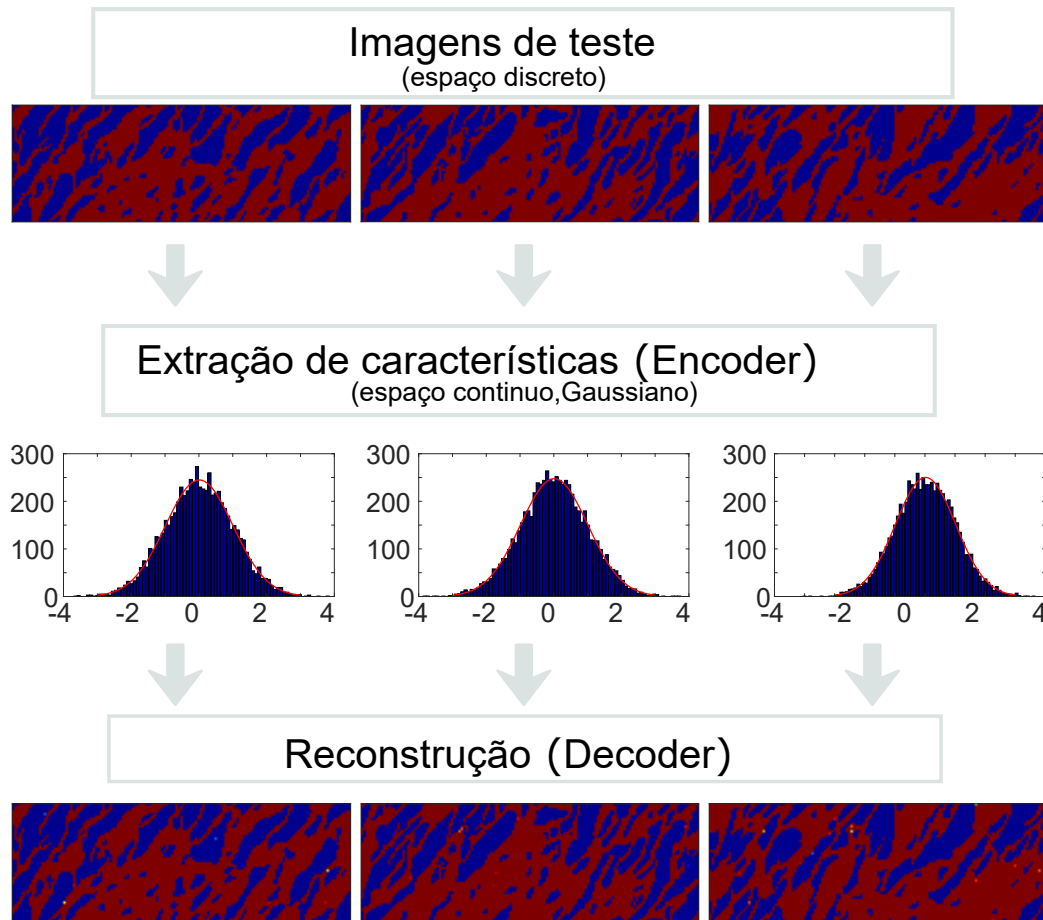 Imagens de teste
(espaço discreto)
Extração de características (Encoder)
(espaço continuo,Gaussiano)
300
200
100
0
-4 -2 0 2 4
300
200
100
0
-4 -2 0 2 4
300
200
100
0
-4 -2 0 2 4
Reconstrução (Decoder)